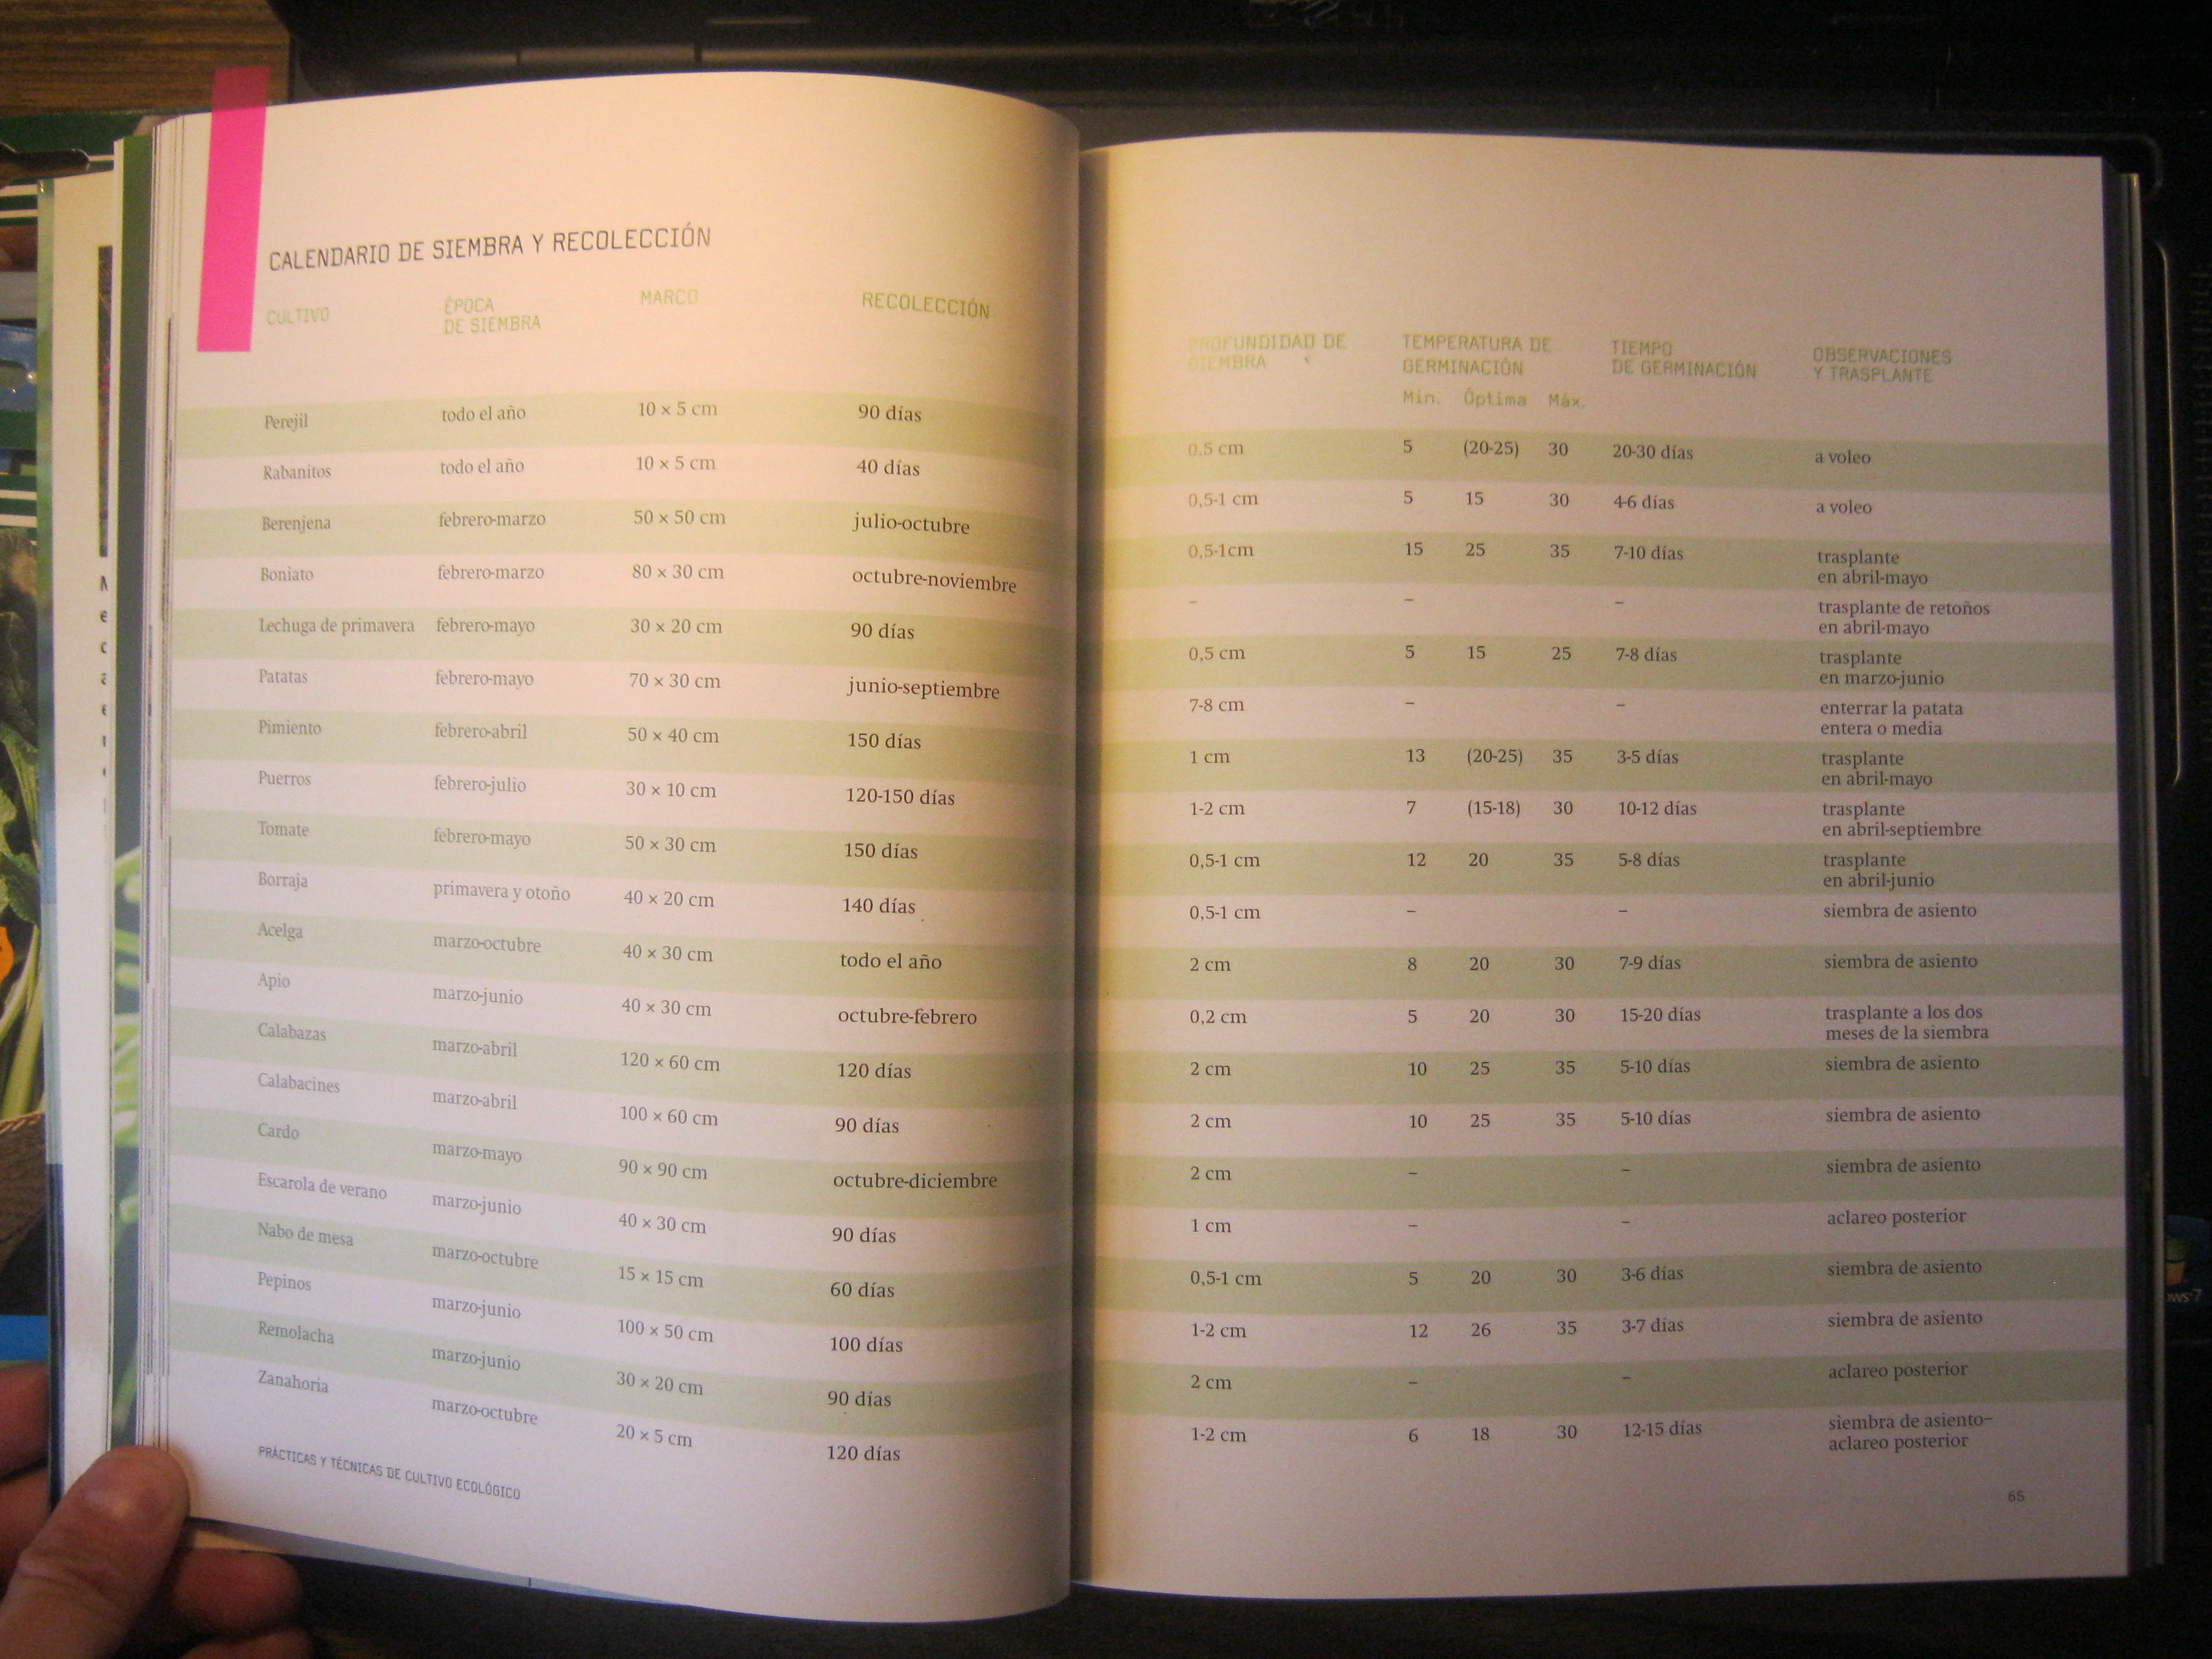 CALENDARIO DE SIEMBRA Y RECOLECCIÓN
CULTIVO ÉPOCA DE SIEMBRA MARCO RECOLECCIÓN
Perejil todo el año 10 × 5 cm 90 días
Rabanitos todo el año 10 × 5 cm 40 días
Berenjena febrero-marzo 50 × 50 cm julio-octubre
Boniato febrero-marzo 80 × 30 cm octubre-noviembre
Lechuga de primavera febrero-mayo 30 × 20 cm 90 días
Patatas febrero-mayo 70 × 30 cm junio-septiembre
Pimiento febrero-abril 50 × 40 cm 150 días
Puerros febrero-julio 30 × 10 cm 120-150 días
Tomate febrero-mayo 50 × 30 cm 150 días
Borraja primavera y otoño 40 × 20 cm 140 días
Acelga marzo-octubre 40 × 30 cm todo el año
Apio marzo-junio 40 × 30 cm octubre-febrero
Calabazas marzo-abril 120 × 60 cm 120 días
Calabacines marzo-abril 100 × 60 cm 90 días
Cardo marzo-mayo 90 × 90 cm octubre-diciembre
Escarola de verano marzo-junio 40 × 30 cm 90 días
Nabo de mesa marzo-octubre 15 × 15 cm 60 días
Pepinos marzo-junio 100 × 50 cm 100 días
Remolacha marzo-junio 30 × 20 cm 90 días
Zanahoria marzo-octubre 20 × 5 cm 120 días
PRÁCTICAS Y TÉCNICAS DE CULTIVO ECOLÓGICO
PROFUNDIDAD DE SIEMBRA TEMPERATURA DE GERMINACIÓN TIEMPO DE GERMINACIÓN OBSERVACIONES Y TRASPLANTE
Mín. Óptima Máx.
0,5 cm 5 (20-25) 30 20-30 días a voleo
0,5-1 cm 5 15 30 4-6 días a voleo
0,5-1cm 15 25 35 7-10 días trasplante
en abril-mayo
– – – trasplante de retoños
en abril-mayo
0,5 cm 5 15 25 7-8 días trasplante
en marzo-junio
7-8 cm – – enterrar la patata
entera o media
1 cm 13 (20-25) 35 3-5 días trasplante
en abril-mayo
1-2 cm 7 (15-18) 30 10-12 días trasplante
en abril-septiembre
0,5-1 cm 12 20 35 5-8 días trasplante
en abril-junio
0,5-1 cm – – siembra de asiento
2 cm 8 20 30 7-9 días siembra de asiento
0,2 cm 5 20 30 15-20 días trasplante a los dos
meses de la siembra
2 cm 10 25 35 5-10 días siembra de asiento
2 cm 10 25 35 5-10 días siembra de asiento
2 cm – – siembra de asiento
1 cm – – aclareo posterior
0,5-1 cm 5 20 30 3-6 días siembra de asiento
1-2 cm 12 26 35 3-7 días siembra de asiento
2 cm – – aclareo posterior
1-2 cm 6 18 30 12-15 días siembra de asiento–
aclareo posterior
65